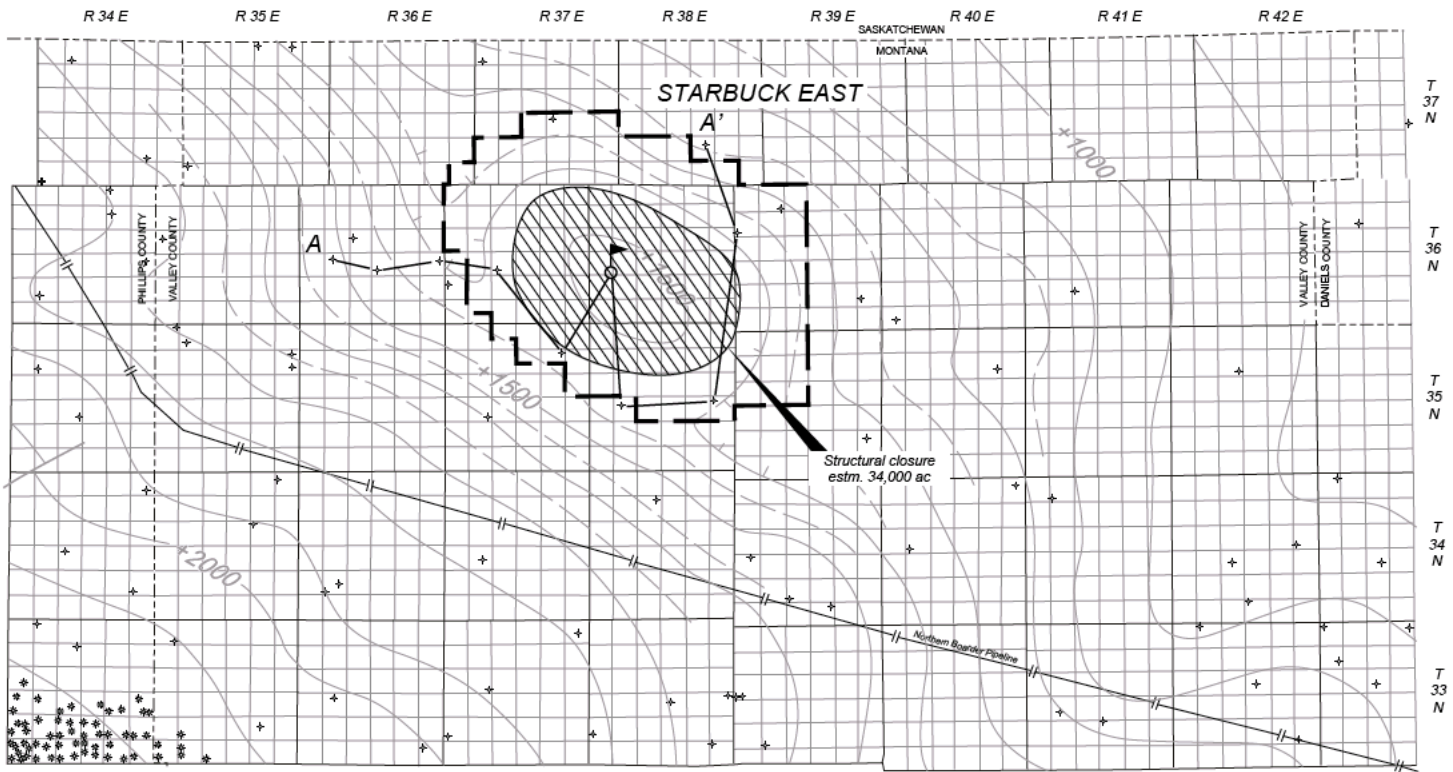 R 34 E R 35 E R 36 E R 37 E R 38 E R 39 E R 40 E R 41 E R 42 E
SASKATCHEWAN
MONTANA
STARBUCK EAST
T
37
N
A'
+1000
PHILLIPS COUNTY
VALLEY COUNTY
A
VALLEY COUNTY
DANIELS COUNTY
T
36
N
+1500
+1500
T
35
N
Structural closure
estm. 34,000 ac
+2000
T
34
N
Northern Boarder Pipeline
T
33
N